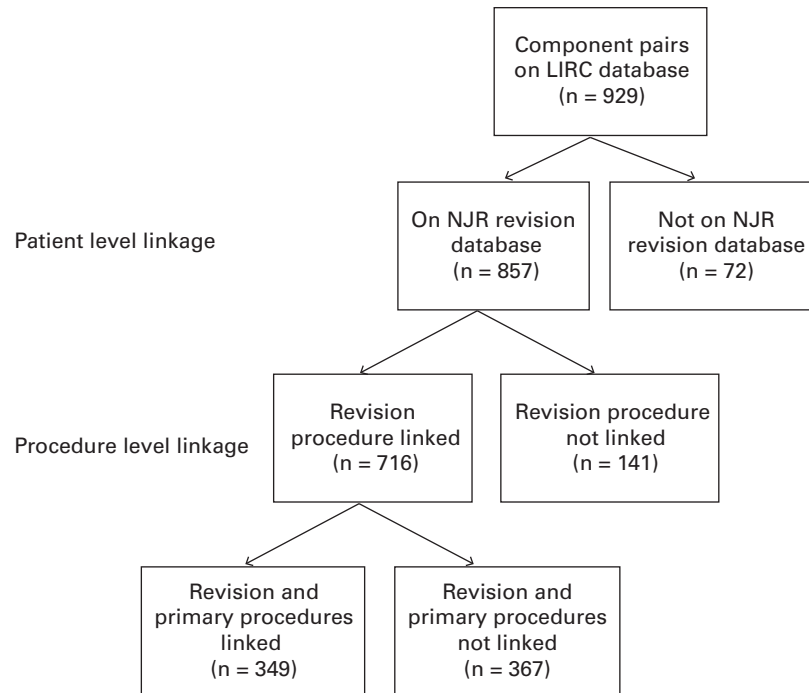 Component pairs
on LIRC database
(n = 929)
Patient level linkage
On NJR revision
database
(n = 857)
Not on NJR
revision database
(n = 72)
Procedure level linkage
Revision
procedure linked
(n = 716)
Revision procedure
not linked
(n = 141)
Revision and
primary procedures
linked
(n = 349)
Revision and
primary procedures
not linked
(n = 367)